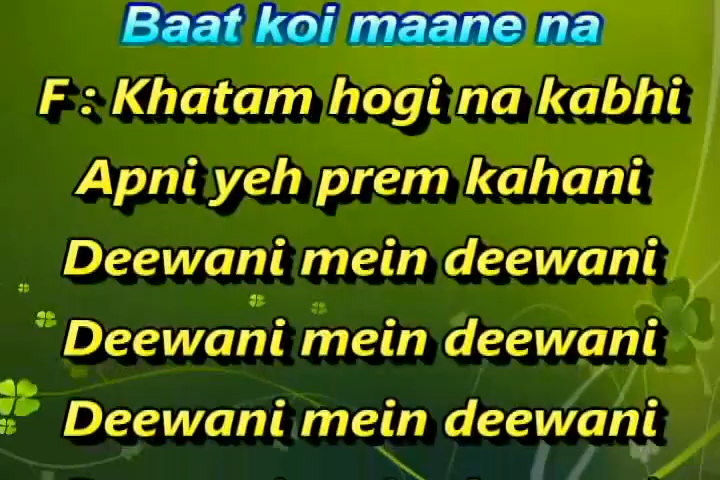 Baat koi maane na
F : Khatam hogi na kabhi
Apni yeh prem kahani
Deewani mein deewani
Deewani mein deewani
Deewani mein deewani